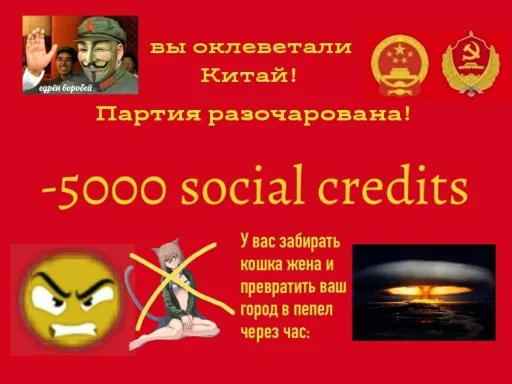 вы оклеветали
Китай!
едрён воробей
Партия разочарована!
-5000 social credits
У вас забирать
кошка жена и
превратить ваш
город в пепел
через час: